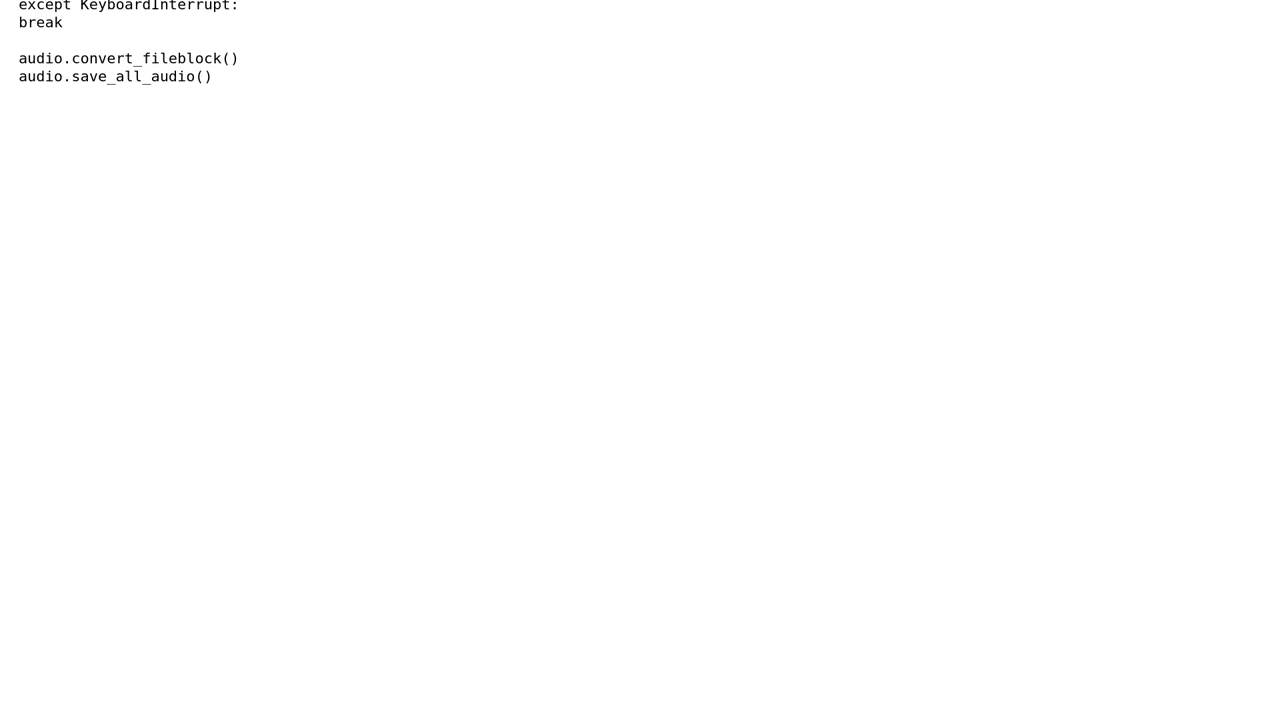 except KeyboardInterrupt:
break
audio.convert_fileblock()
audio.save_all_audio()